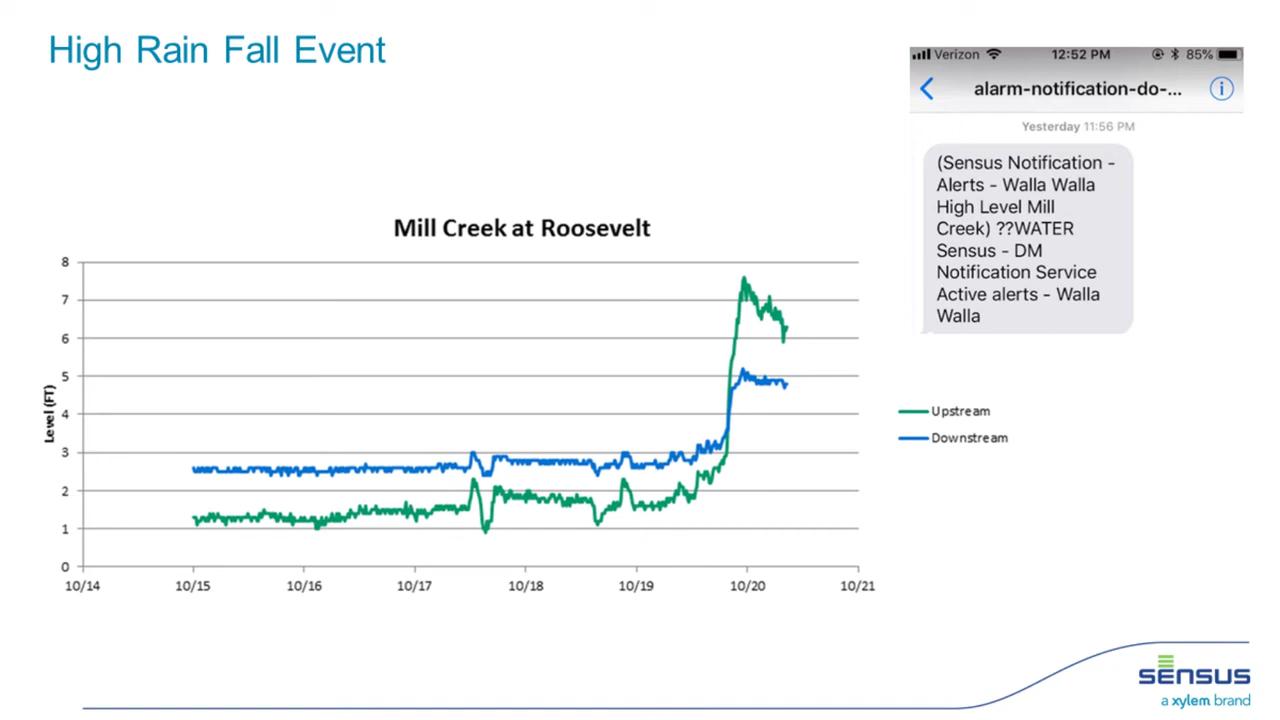 High Rain Fall Event
Verizon 12:52 PM 85%
alarm-notification-do-...
Yesterday 11:56 PM
(Sensus Notification -
Alerts - Walla Walla
High Level Mill
Creek) ??WATER
Sensus - DM
Notification Service
Active alerts - Walla
Walla
Mill Creek at Roosevelt
Level (FT)
8
7
6
5
4
3
2
1
0
10/14 10/15 10/16 10/17 10/18 10/19 10/20 10/21
Upstream
Downstream
sensus
a xylem brand